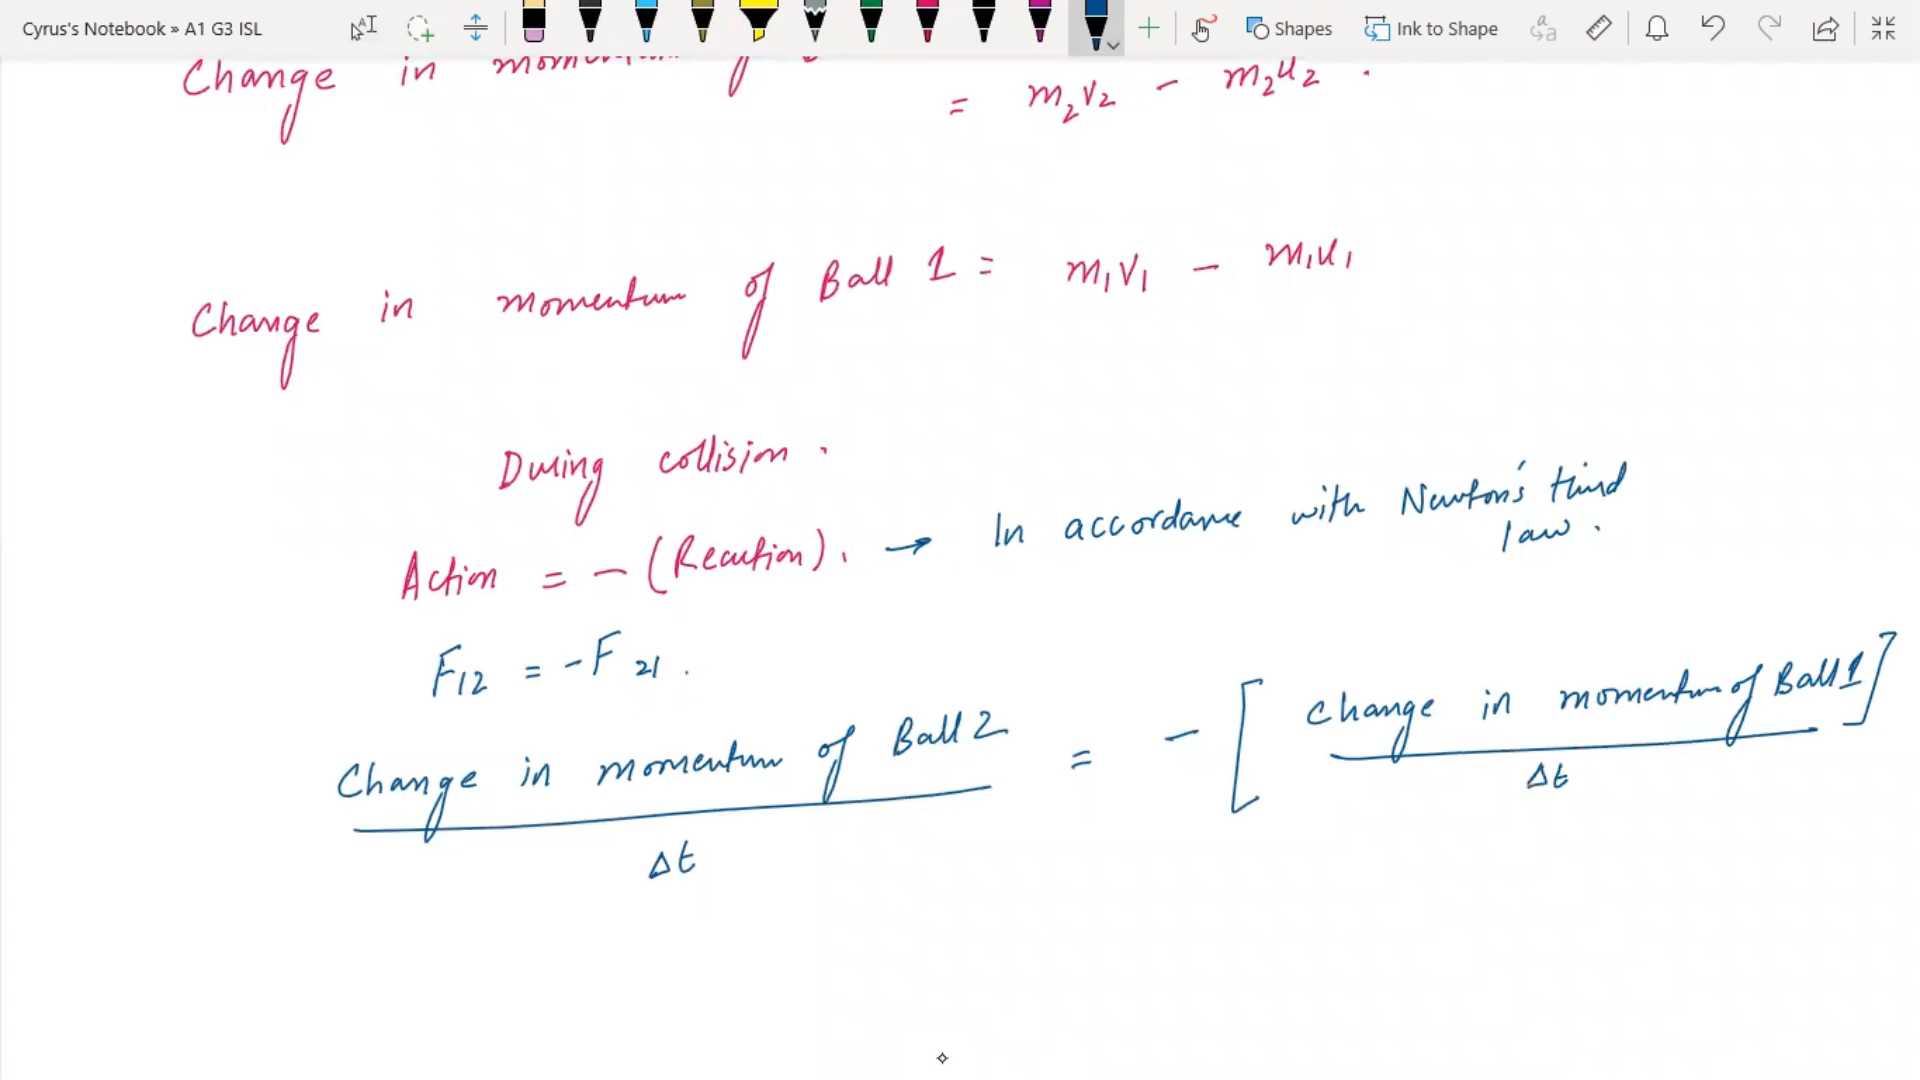 Cyrus's Notebook » A1 G3 ISL
Shapes
Ink to Shape
Change in momentum of
= m₂v₂ - m₂u₂ .
Change in momentum of Ball 1 = m₁v₁ - m₁u₁
During collision .
Action = - (Reaction). → In accordance with Newton's third
law .
F₁₂ = -F₂₁ .
Change in momentum of Ball 2 = - [ Change in momentum of Ball 1 ]
Δt
Δt